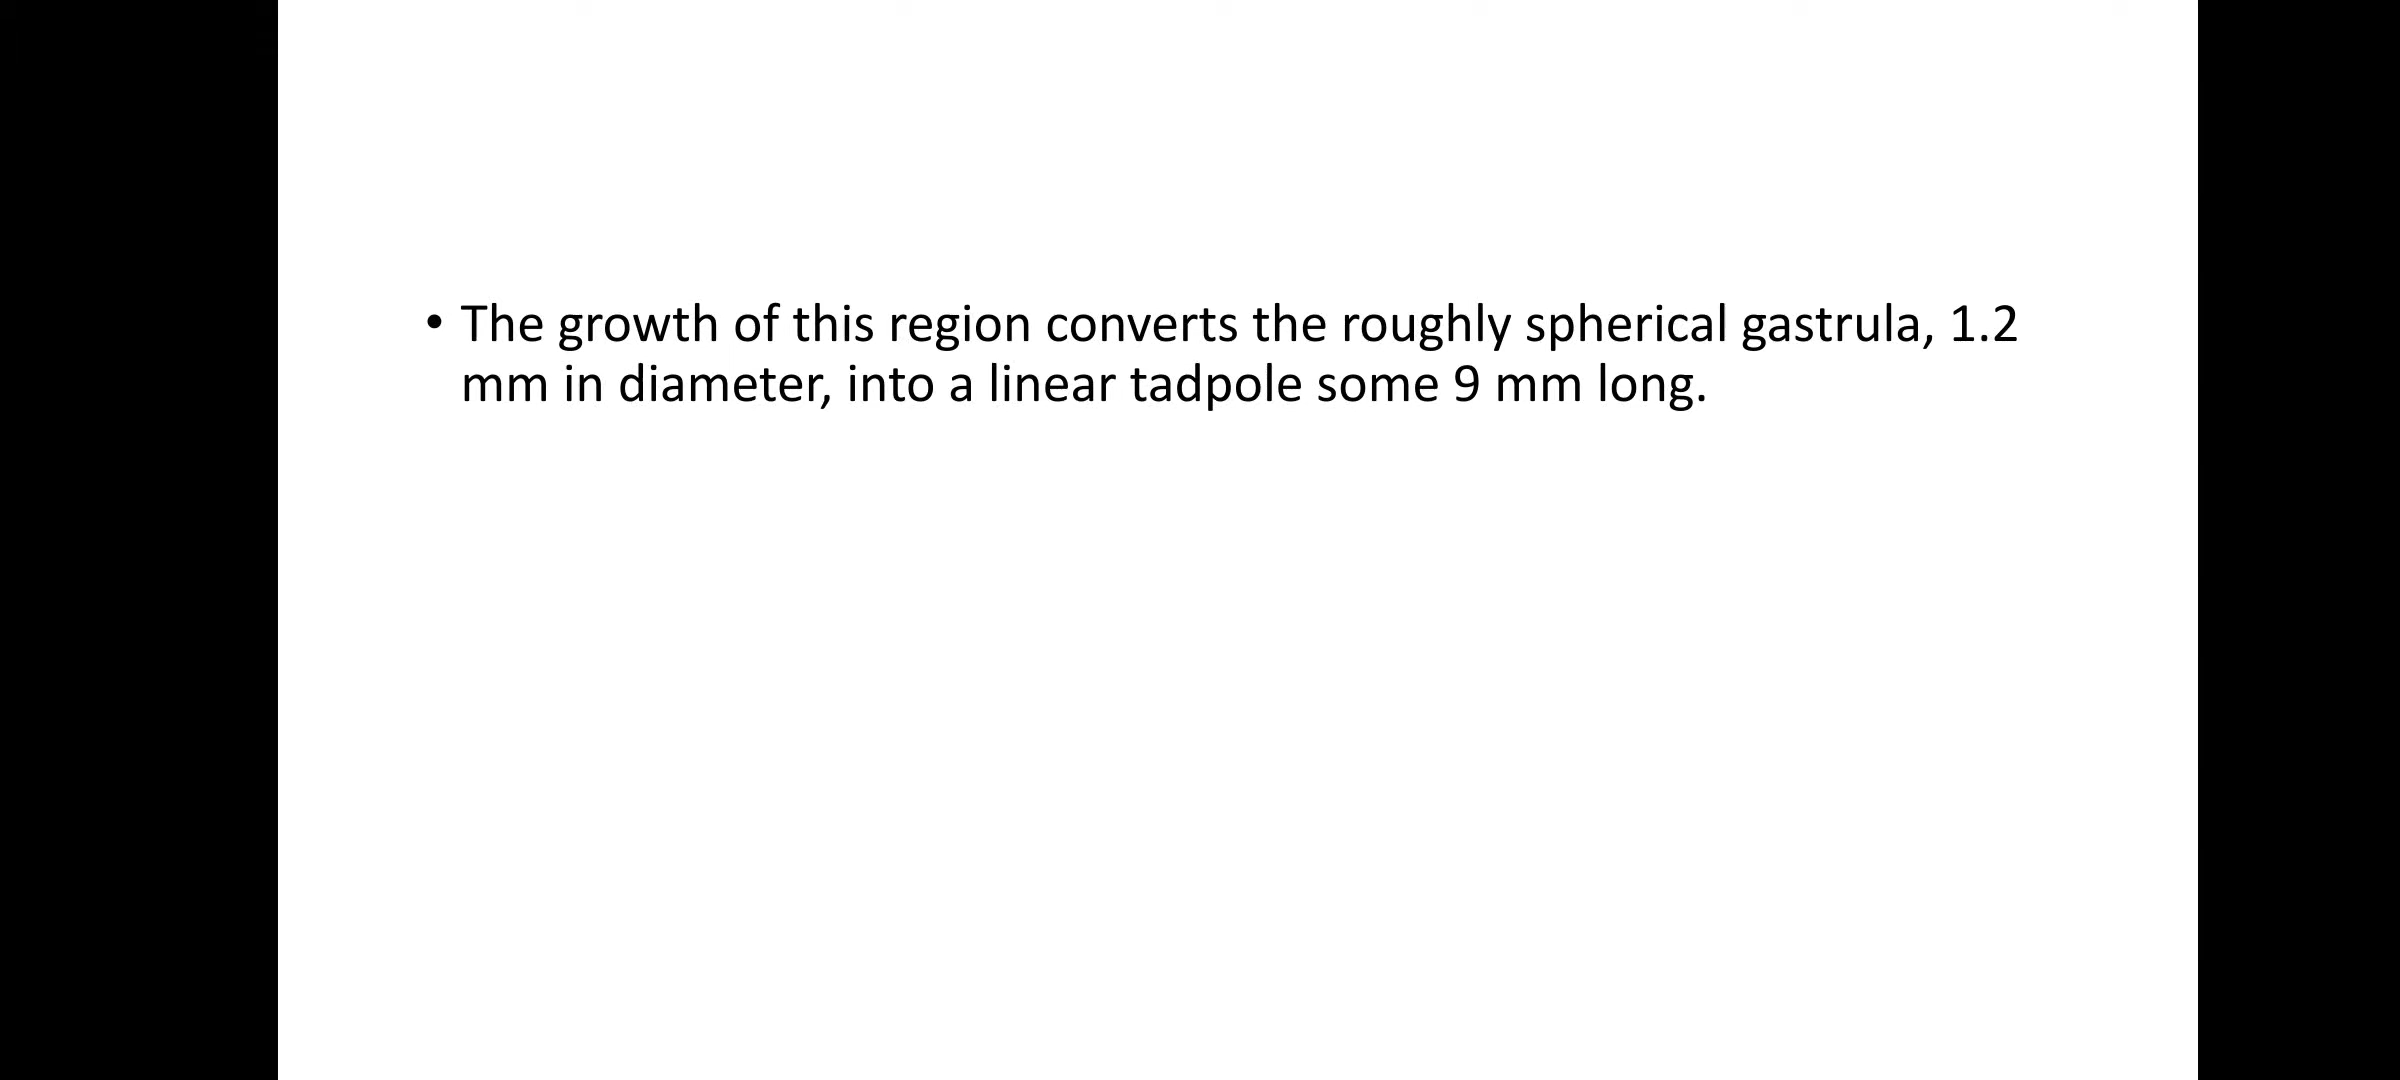 • The growth of this region converts the roughly spherical gastrula, 1.2
mm in diameter, into a linear tadpole some 9 mm long.